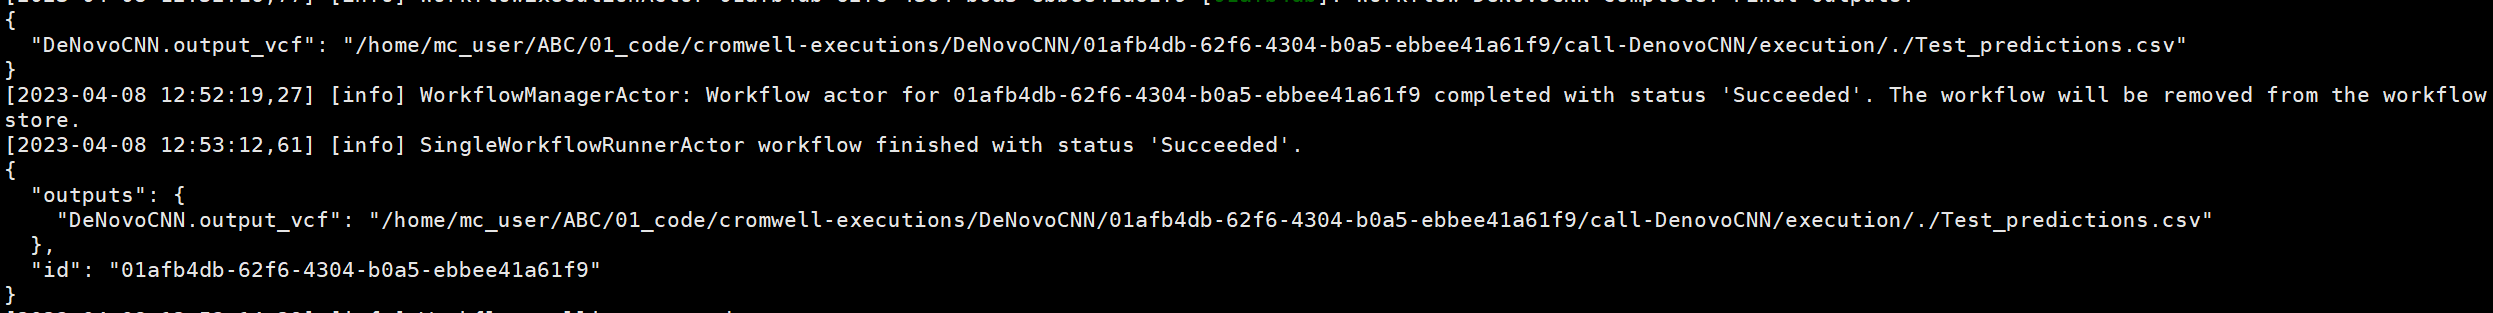 {
  "DeNovoCNN.output_vcf": "/home/mc_user/ABC/01_code/cromwell-executions/DeNovoCNN/01afb4db-62f6-4304-b0a5-ebbee41a61f9/call-DenovoCNN/execution/./Test_predictions.csv"
}
[2023-04-08 12:52:19,27] [info] WorkflowManagerActor: Workflow actor for 01afb4db-62f6-4304-b0a5-ebbee41a61f9 completed with status 'Succeeded'. The workflow will be removed from the workflow
store.
[2023-04-08 12:53:12,61] [info] SingleWorkflowRunnerActor workflow finished with status 'Succeeded'.
{
  "outputs": {
    "DeNovoCNN.output_vcf": "/home/mc_user/ABC/01_code/cromwell-executions/DeNovoCNN/01afb4db-62f6-4304-b0a5-ebbee41a61f9/call-DenovoCNN/execution/./Test_predictions.csv"
  },
  "id": "01afb4db-62f6-4304-b0a5-ebbee41a61f9"
}